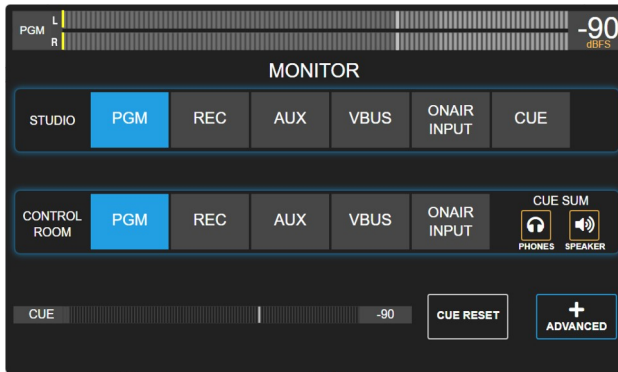 PGM L R -90
dBFS
MONITOR
STUDIO PGM REC AUX VBUS ONAIR INPUT CUE
CONTROL ROOM PGM REC AUX VBUS ONAIR INPUT CUE SUM
PHONES SPEAKER
CUE -90 CUE RESET + ADVANCED